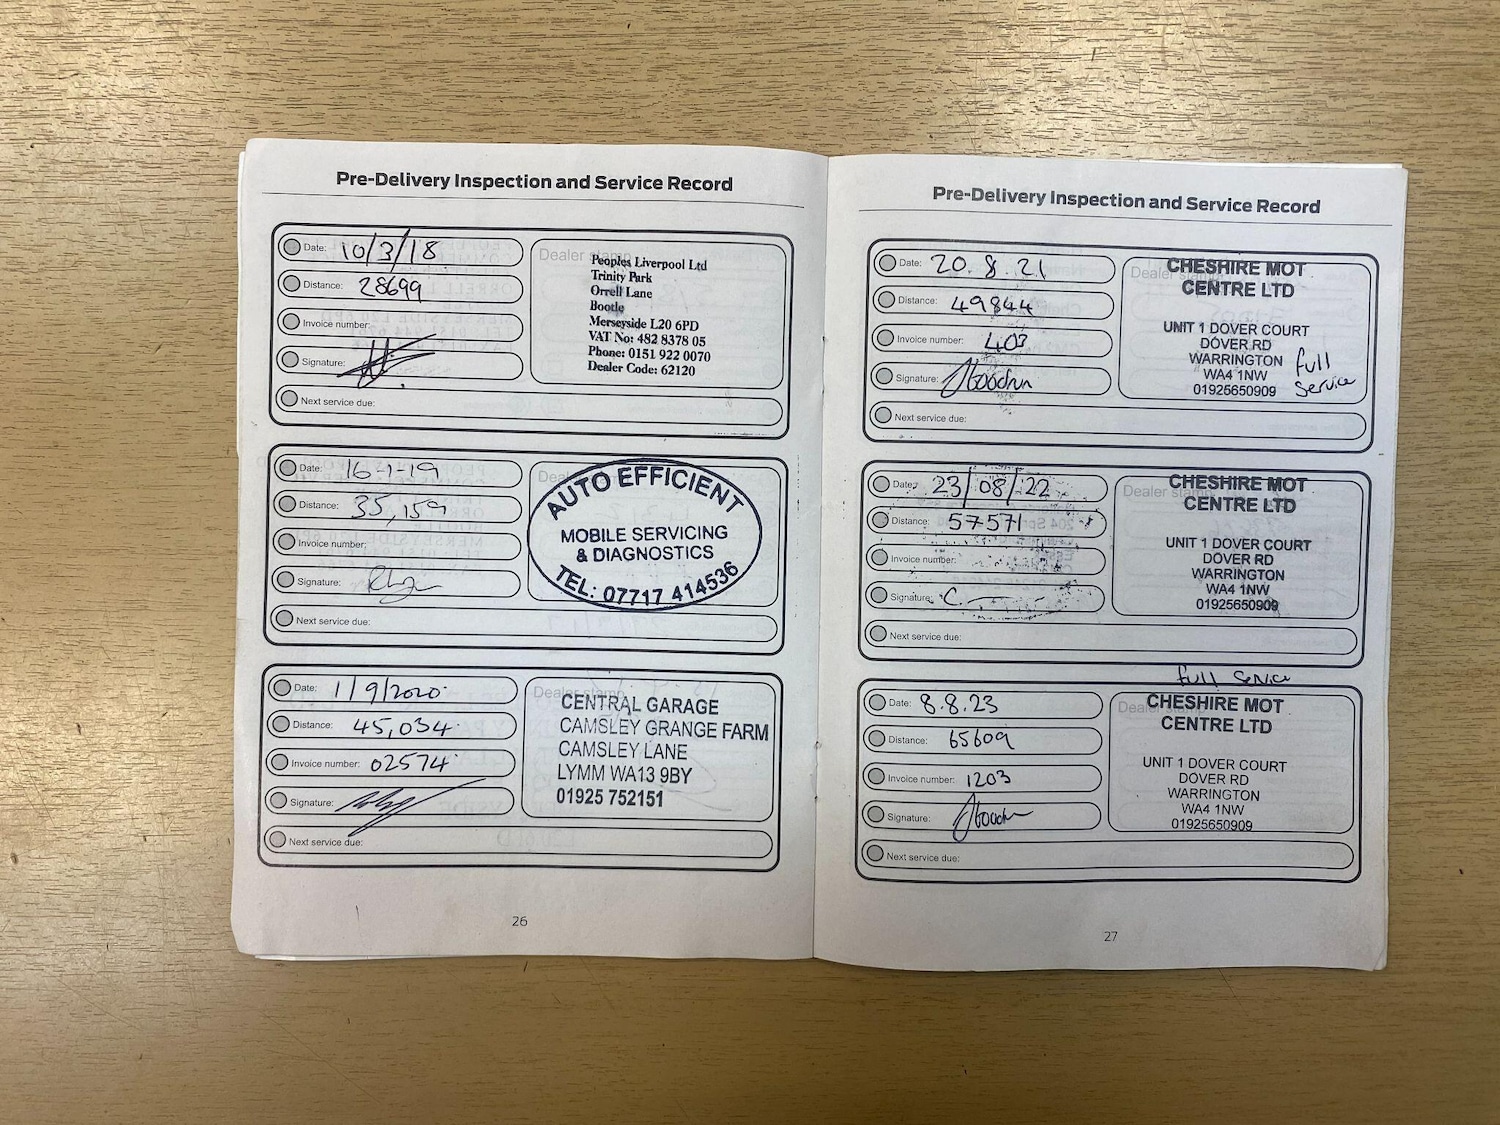 Pre-Delivery Inspection and Service Record
Date: 10/3/18
Distance: 28699
Invoice number:
Signature:
Next service due:
Dealer stamp
Peoples Liverpool Ltd
Trinity Park
Orrell Lane
Bootle
Merseyside L20 6PD
VAT No: 482 8378 05
Phone: 0151 922 0070
Dealer Code: 62120
Date: 16-1-19
Distance: 35,159
Invoice number:
Signature:
Next service due:
AUTO EFFICIENT
MOBILE SERVICING
& DIAGNOSTICS
TEL: 07717 414536
Date: 1/9/2020
Distance: 45,034
Invoice number: 02574
Signature:
Next service due:
Dealer stamp
CENTRAL GARAGE
CAMSLEY GRANGE FARM
CAMSLEY LANE
LYMM WA13 9BY
01925 752151
26
Pre-Delivery Inspection and Service Record
Date: 20.8.21
Distance: 49844
Invoice number: 403
Signature:
Next service due:
Dealer stamp
CHESHIRE MOT
CENTRE LTD
UNIT 1 DOVER COURT
DOVER RD
WARRINGTON
WA4 1NW
01925650909
full
service
Date: 23/08/22
Distance: 57571
Invoice number:
Signature:
Next service due:
Dealer stamp
CHESHIRE MOT
CENTRE LTD
UNIT 1 DOVER COURT
DOVER RD
WARRINGTON
WA4 1NW
01925650909
full service
Date: 8.8.23
Distance: 65609
Invoice number: 1203
Signature:
Next service due:
Dealer stamp
CHESHIRE MOT
CENTRE LTD
UNIT 1 DOVER COURT
DOVER RD
WARRINGTON
WA4 1NW
01925650909
27